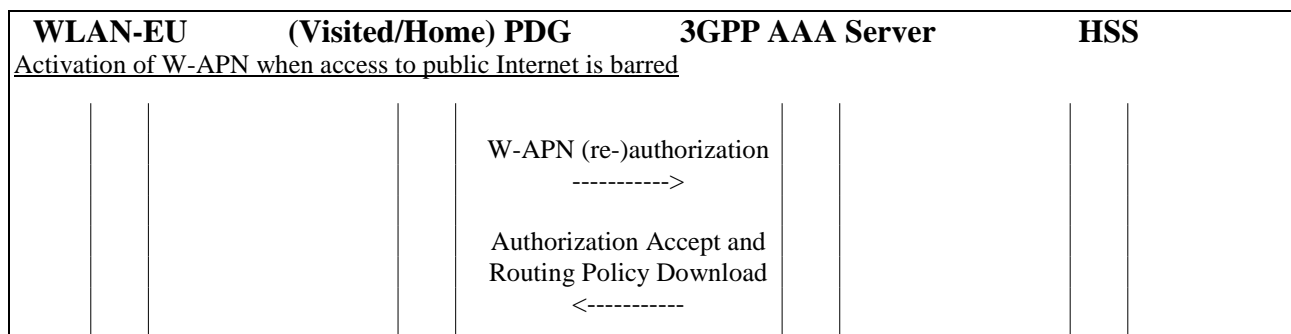 WLAN-EU (Visited/Home) PDG 3GPP AAA Server HSS
Activation of W-APN when access to public Internet is barred
W-APN (re-)authorization
----------->
Authorization Accept and
Routing Policy Download
<-----------